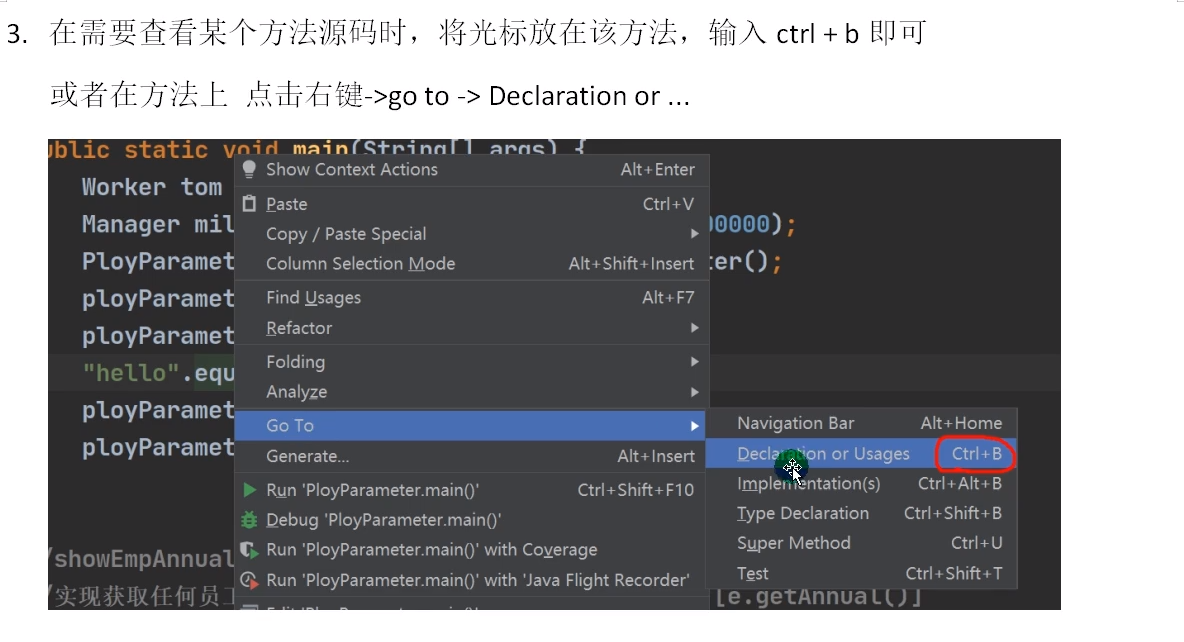 3. 在需要查看某个方法源码时，将光标放在该方法，输入 ctrl + b 即可
或者在方法上 点击右键->go to -> Declaration or ...
ublic static void main(String[] args) {
Show Context Actions Alt+Enter
Worker tom
Paste Ctrl+V
Manager mil 0000);
Copy / Paste Special
PloyParamet ter();
Column Selection Mode Alt+Shift+Insert
ployParamet
Find Usages Alt+F7
ployParamet
Refactor
"hello".equ
Folding
Analyze
ployParamet
Go To
Navigation Bar Alt+Home
ployParamet
Generate... Alt+Insert
Declaration or Usages Ctrl+B
Implementation(s) Ctrl+Alt+B
Run 'PloyParameter.main()' Ctrl+Shift+F10
Type Declaration Ctrl+Shift+B
Debug 'PloyParameter.main()'
Super Method Ctrl+U
/showEmpAnnual
Run 'PloyParameter.main()' with Coverage
Test Ctrl+Shift+T
Run 'PloyParameter.main()' with 'Java Flight Recorder'
/实现获取任何员工 [e.getAnnual()]